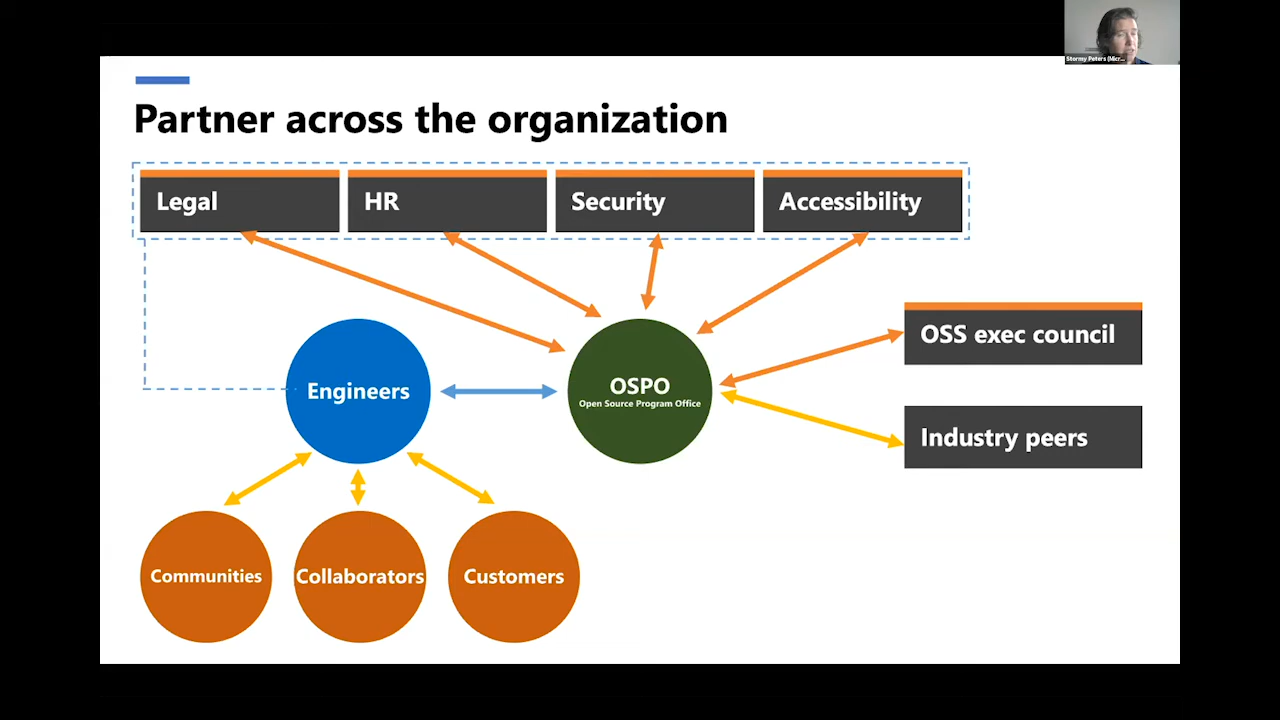 Stormy Peters (Micr...
Partner across the organization
Legal
HR
Security
Accessibility
OSS exec council
Engineers
OSPO
Open Source Program Office
Industry peers
Communities
Collaborators
Customers